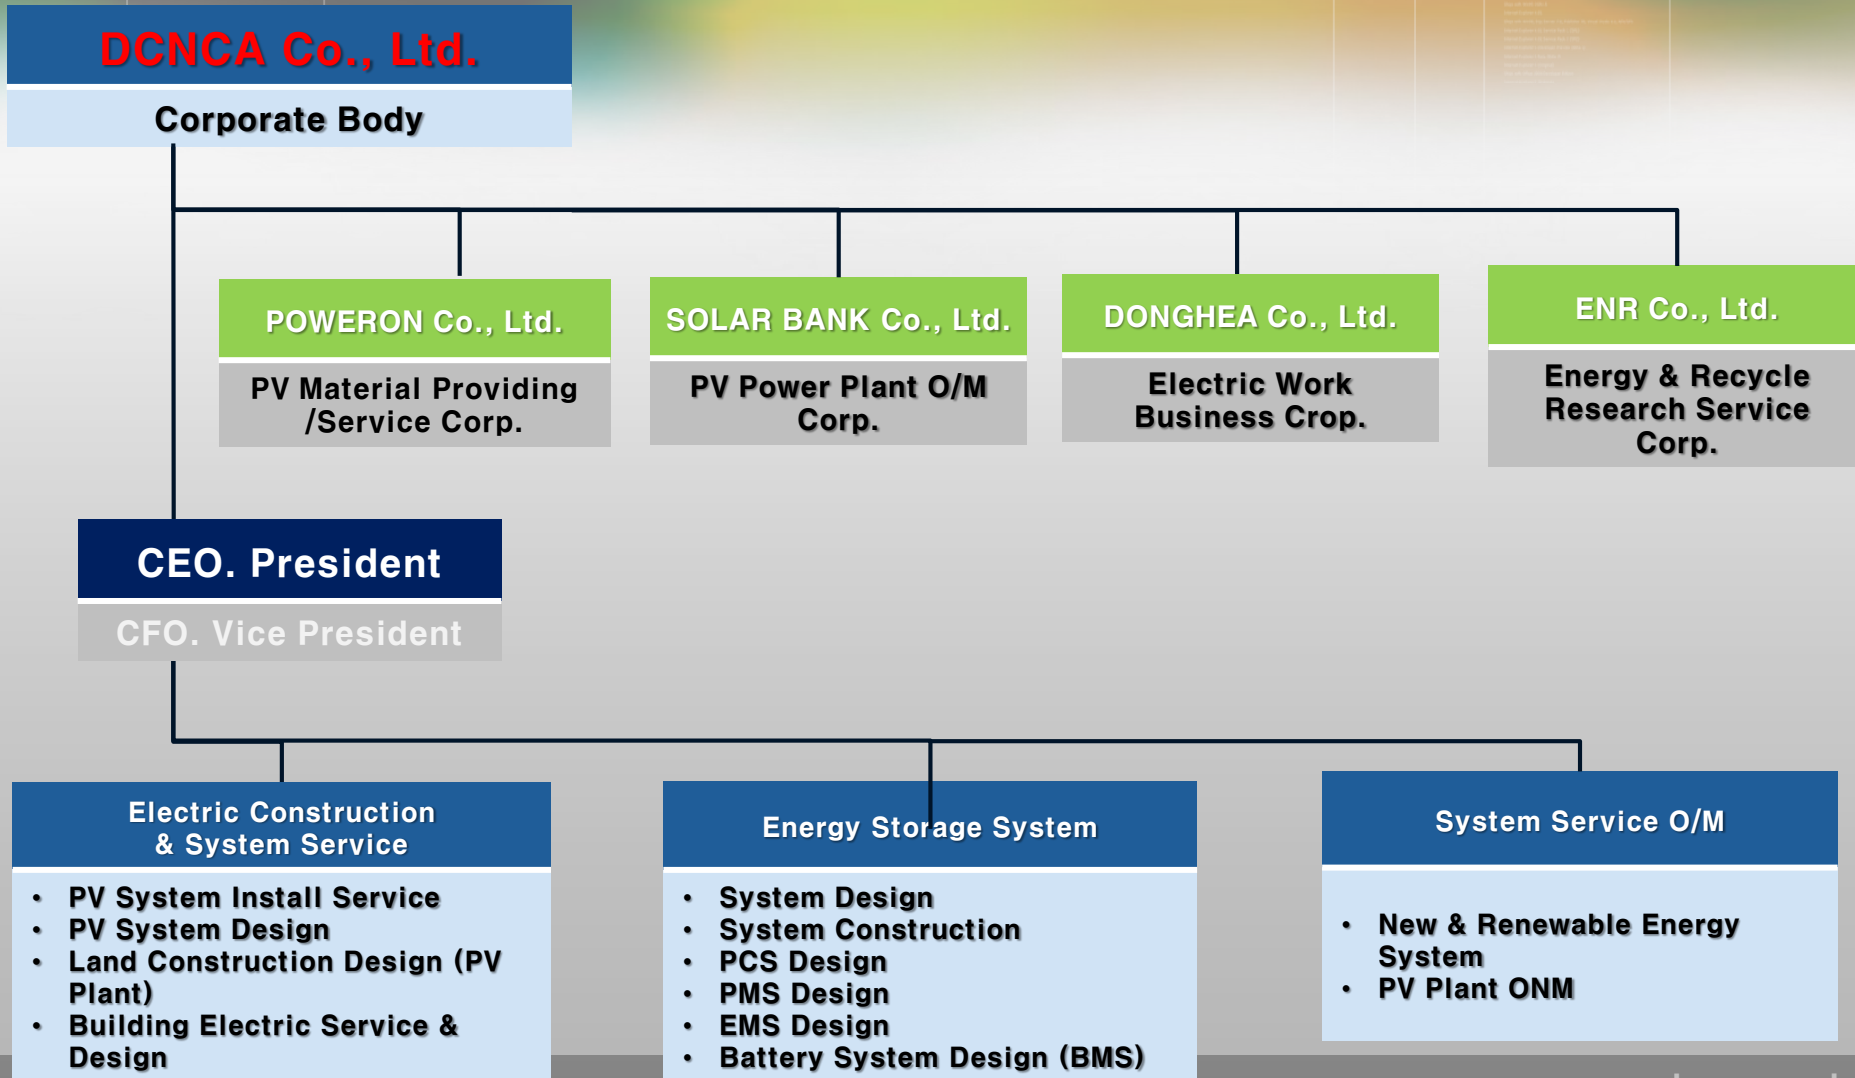 DCNCA Co., Ltd.
Corporate Body
POWERON Co., Ltd.
PV Material Providing
/Service Corp.
SOLAR BANK Co., Ltd.
PV Power Plant O/M
Corp.
DONGHEA Co., Ltd.
Electric Work
Business Crop.
ENR Co., Ltd.
Energy & Recycle
Research Service
Corp.
CEO. President
CFO. Vice President
Electric Construction
& System Service
• PV System Install Service
• PV System Design
• Land Construction Design (PV
Plant)
• Building Electric Service &
Design
Energy Storage System
• System Design
• System Construction
• PCS Design
• PMS Design
• EMS Design
• Battery System Design (BMS)
System Service O/M
• New & Renewable Energy
System
• PV Plant ONM